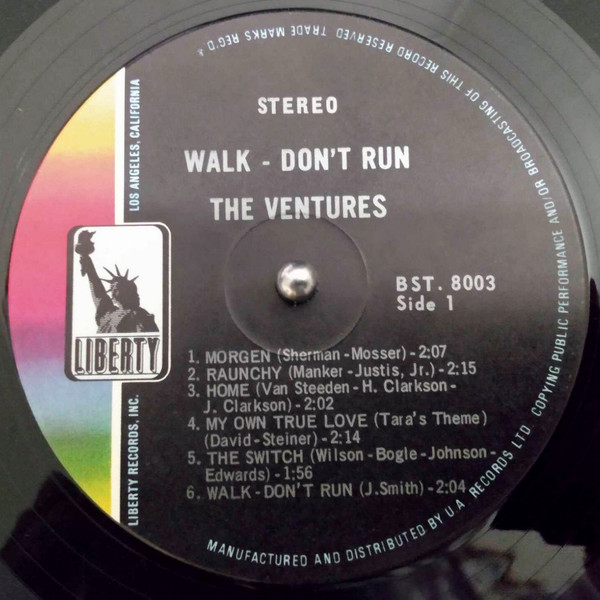 COPYING PUBLIC PERFORMANCE AND/OR BROADCASTING OF THIS RECORD RESERVED TRADE MARKS REG'D.
LOS ANGELES, CALIFORNIA
STEREO
WALK - DON'T RUN
THE VENTURES
BST. 8003
Side 1
LIBERTY
1. MORGEN (Sherman-Mosser)-2:07
2. RAUNCHY (Manker-Justis, Jr.)-2:15
3. HOME (Van Steeden-H. Clarkson-
J. Clarkson)-2:02
4. MY OWN TRUE LOVE (Tara's Theme)
(David-Steiner)-2:14
5. THE SWITCH (Wilson-Bogle-Johnson-
Edwards)-1:56
6. WALK-DON'T RUN (J.Smith)-2:04
LIBERTY RECORDS, INC.
MANUFACTURED AND DISTRIBUTED BY U.A. RECORDS LTD.